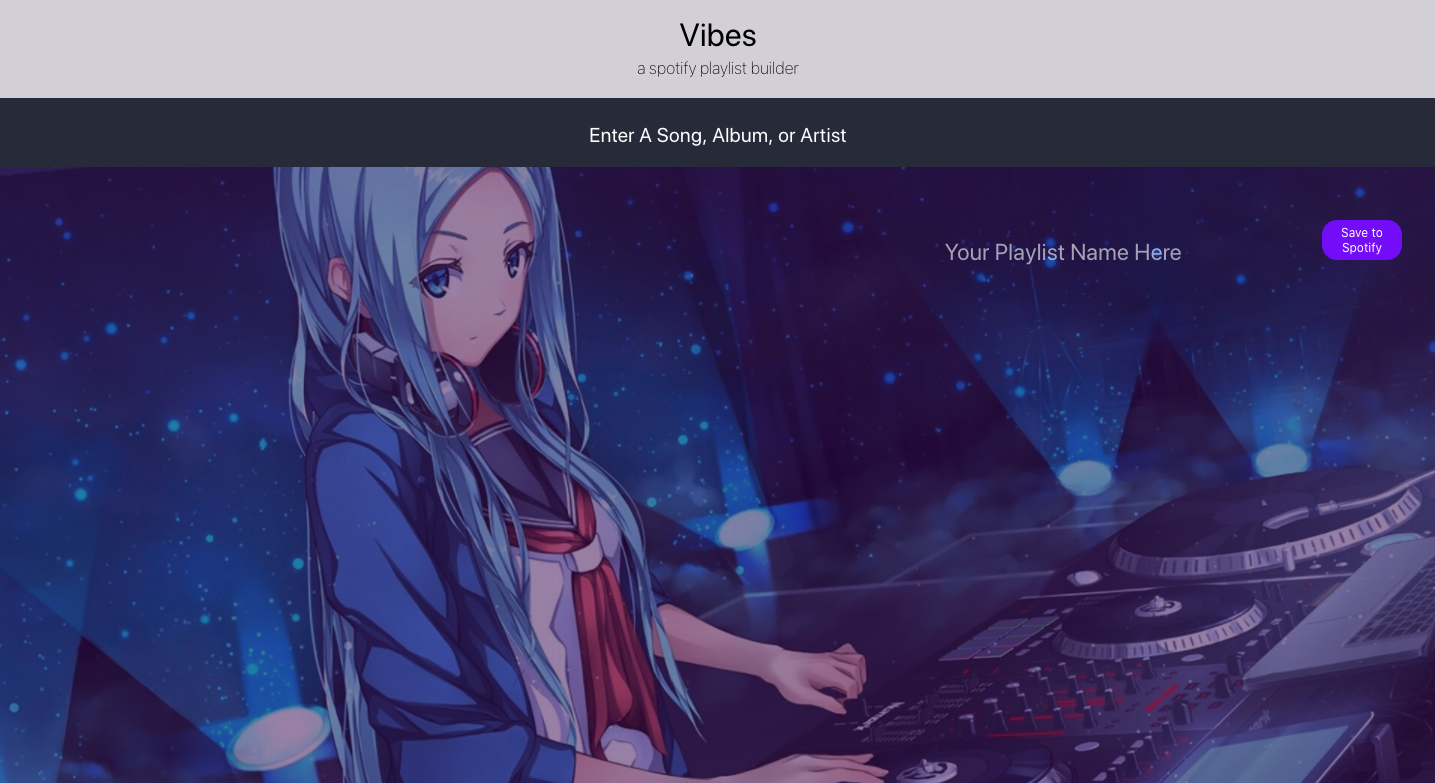 Vibes
a spotify playlist builder
Enter A Song, Album, or Artist
Your Playlist Name Here
Save to
Spotify